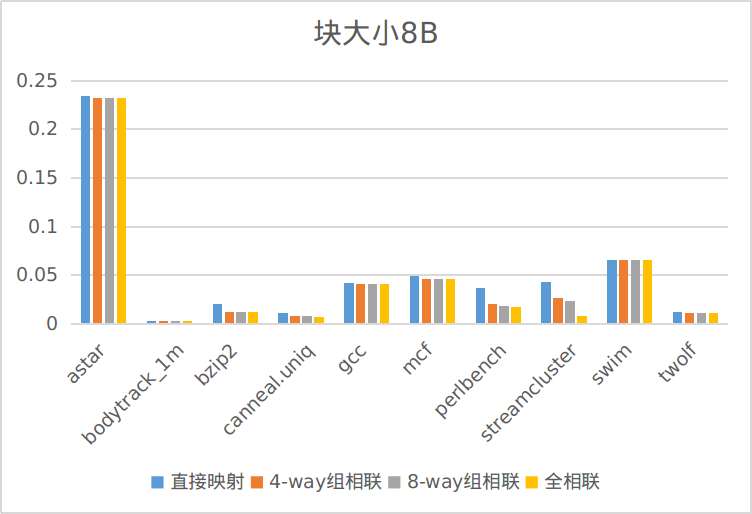 块大小8B
0.25
0.2
0.15
0.1
0.05
0
astar
bodytrack_1m
bzip2
canneal.uniq
gcc
mcf
perlbench
streamcluster
swim
twolf
直接映射 4-way组相联 8-way组相联 全相联